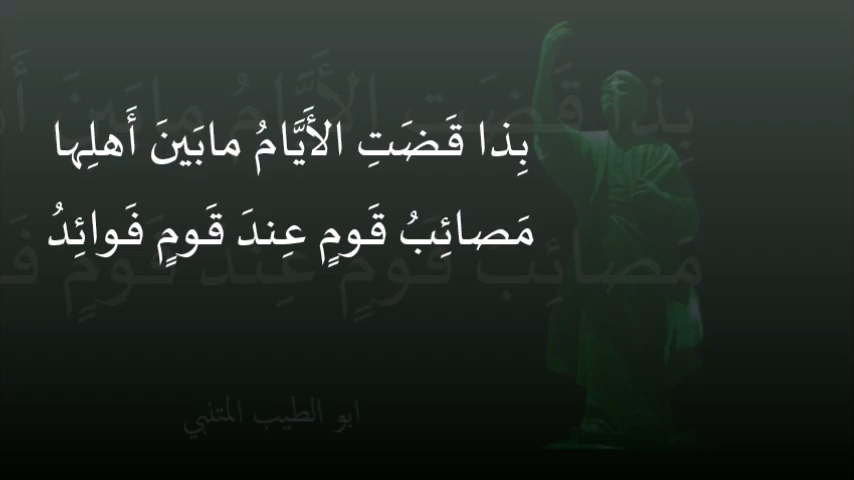 بِذا قَضَتِ الأَيَّامُ مابَينَ أَهلِها
مَصائِبُ قَومٍ عِندَ قَومٍ فَوائِدُ
ابو الطيب المتنبي